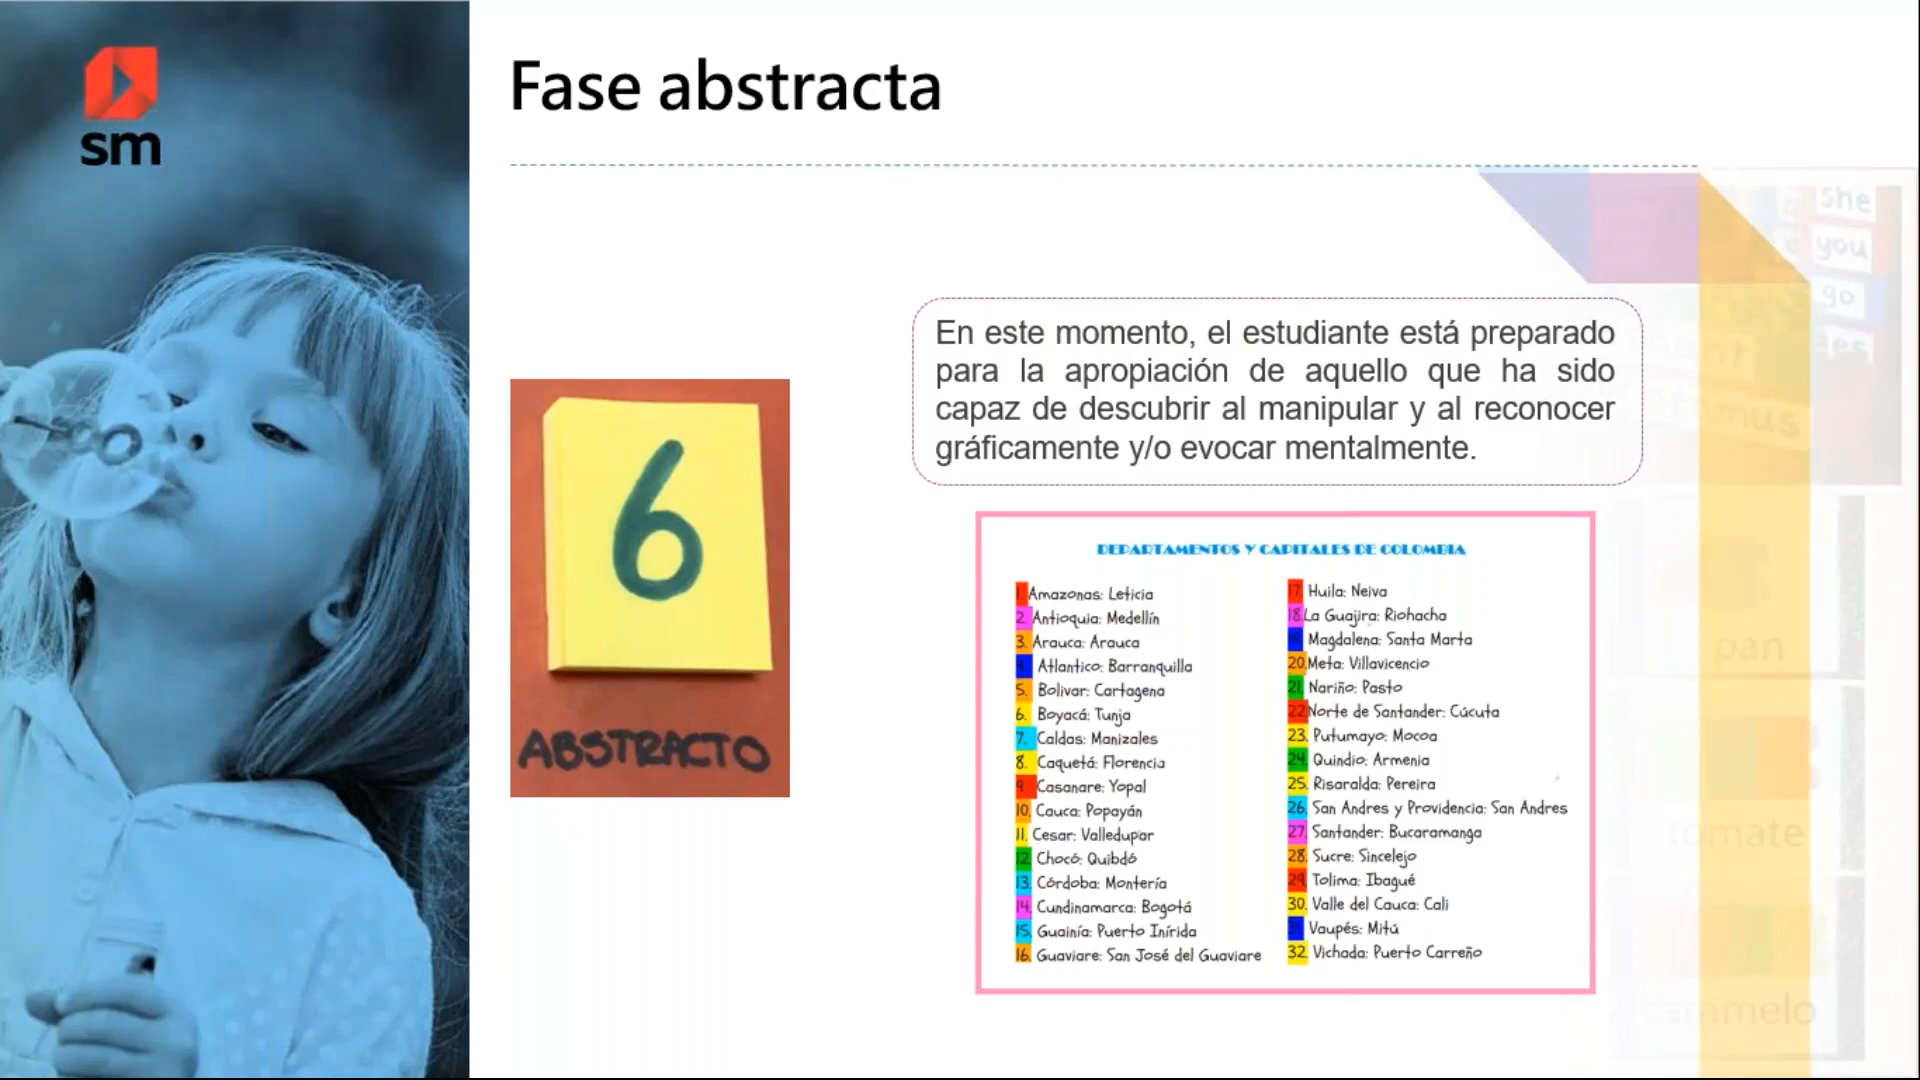 sm
Fase abstracta
She
you
go
En este momento, el estudiante está preparado
para la apropiación de aquello que ha sido
capaz de descubrir al manipular y al reconocer
gráficamente y/o evocar mentalmente.
6
ABSTRACTO
DEPARTAMENTOS Y CAPITALES DE COLOMBIA
1. Amazonas: Leticia
2. Antioquia: Medellín
3. Arauca: Arauca
4. Atlantico: Barranquilla
5. Bolivar: Cartagena
6. Boyacá: Tunja
7. Caldas: Manizales
8. Caquetá: Florencia
9. Casanare: Yopal
10. Cauca: Popayán
11. Cesar: Valledupar
12. Chocó: Quibdó
13. Córdoba: Montería
14. Cundinamarca: Bogotá
15. Guainía: Puerto Inírida
16. Guaviare: San José del Guaviare
17. Huila: Neiva
18. La Guajira: Riohacha
Magdalena: Santa Marta
20. Meta: Villavicencio
21. Nariño: Pasto
22. Norte de Santander: Cúcuta
23. Putumayo: Mocoa
24. Quindio: Armenia
25. Risaralda: Pereira
26. San Andres y Providencia: San Andres
27. Santander: Bucaramanga
28. Sucre: Sincelejo
29. Tolima: Ibagué
30. Valle del Cauca: Cali
Vaupés: Mitú
32. Vichada: Puerto Carreño
pan
tomate
caramelo